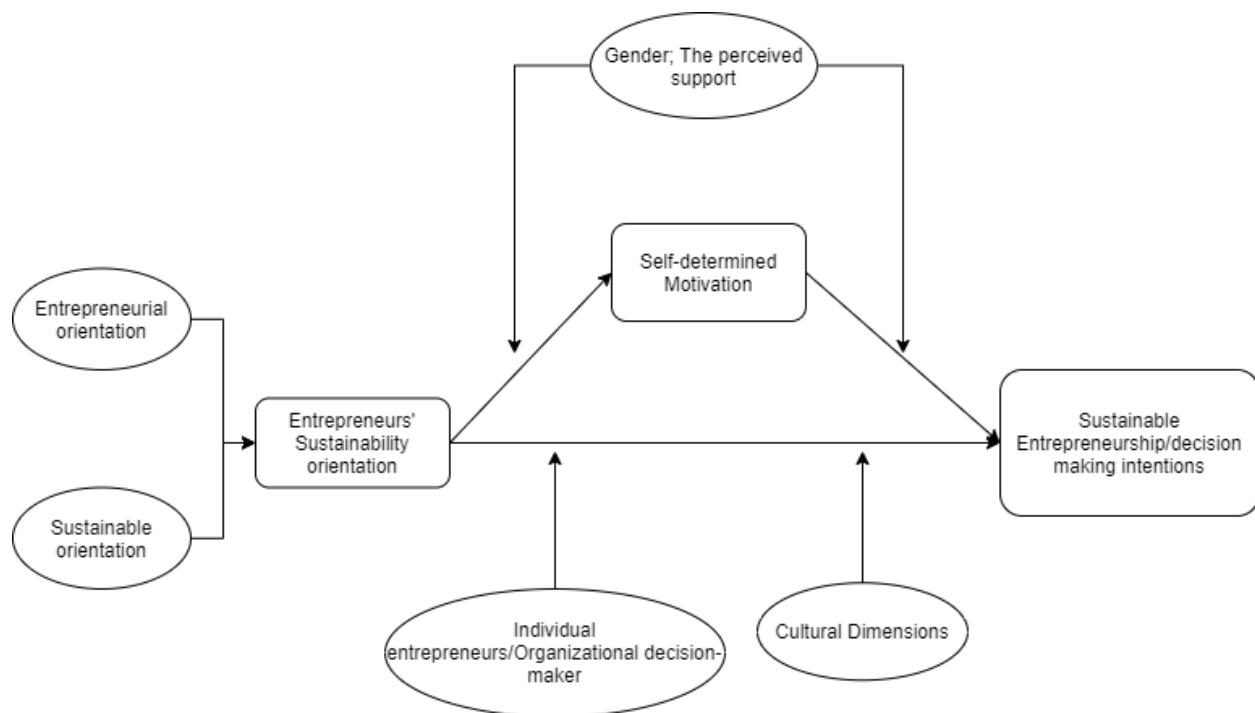 Gender; The perceived
support
Self-determined
Motivation
Entrepreneurial
orientation
Entrepreneurs'
Sustainability
orientation
Sustainable
Entrepreneurship/decision
making intentions
Sustainable
orientation
Individual
entrepreneurs/Organizational decision-
maker
Cultural Dimensions